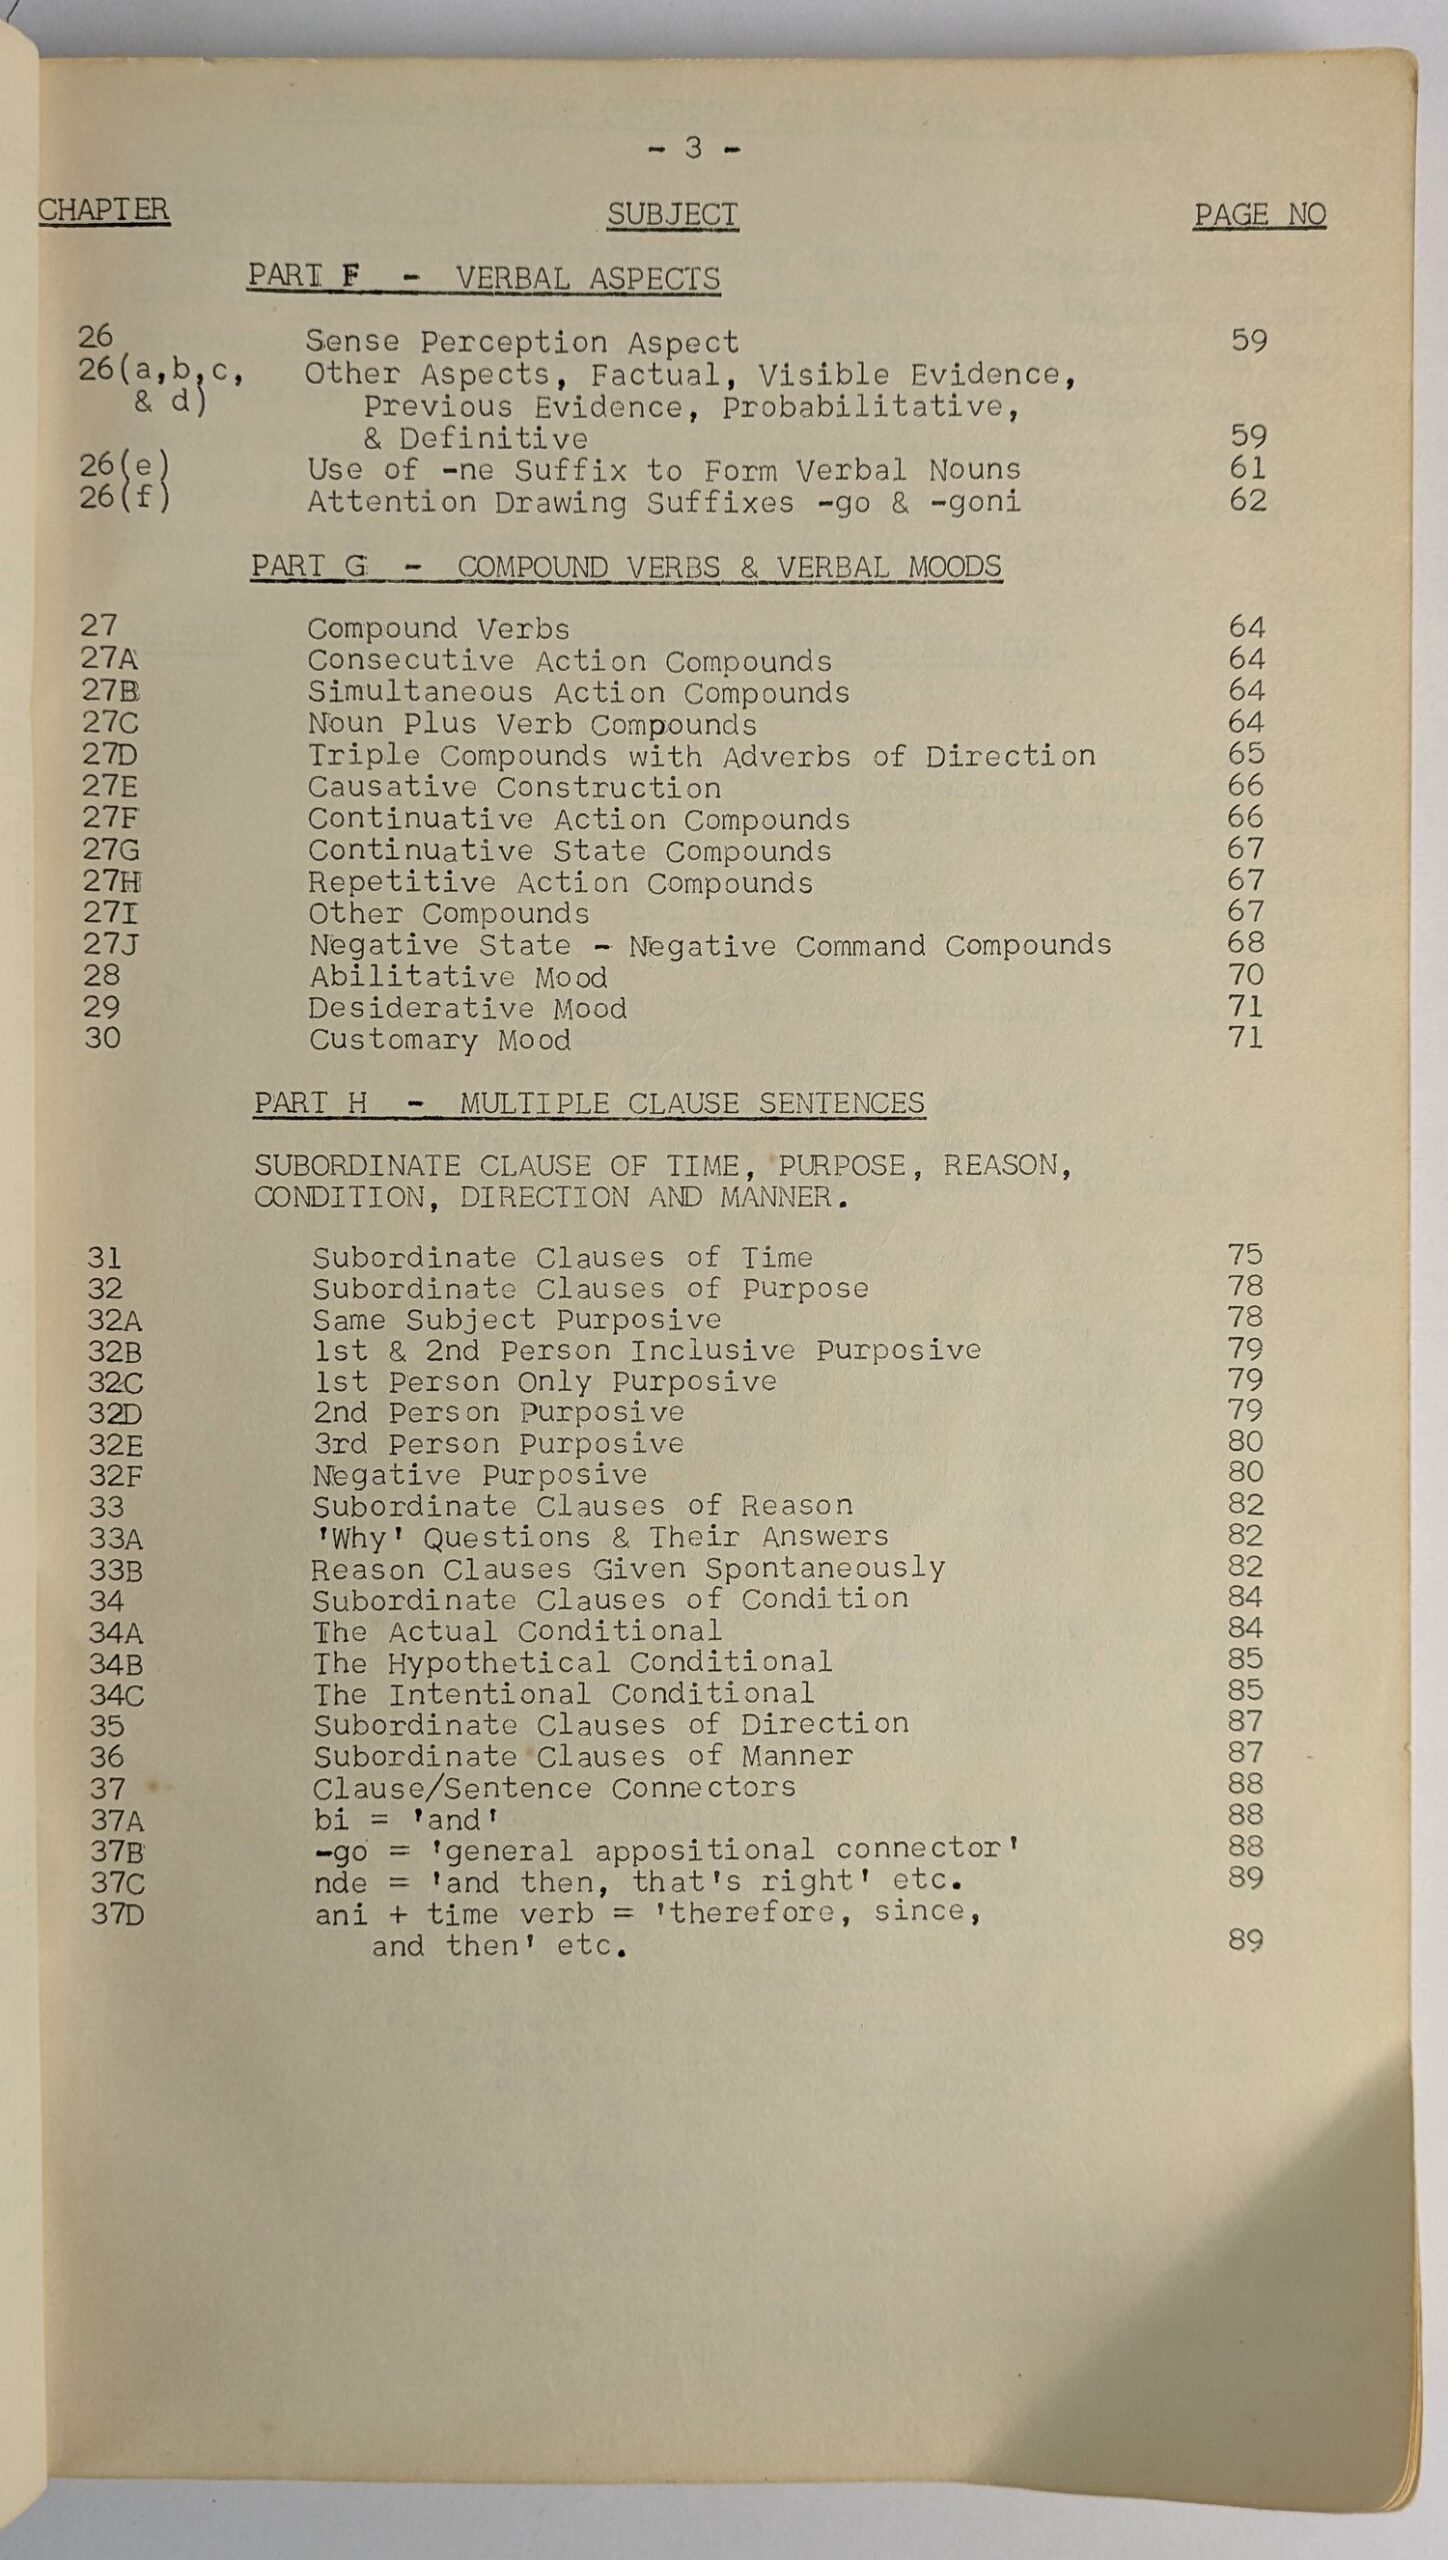 - 3 -
CHAPTER SUBJECT PAGE NO
PART F - VERBAL ASPECTS
26 Sense Perception Aspect 59
26(a,b,c, Other Aspects, Factual, Visible Evidence,
& d) Previous Evidence, Probabilitative,
& Definitive 59
26(e) Use of -ne Suffix to Form Verbal Nouns 61
26(f) Attention Drawing Suffixes -go & -goni 62
PART G - COMPOUND VERBS & VERBAL MOODS
27 Compound Verbs 64
27A Consecutive Action Compounds 64
27B Simultaneous Action Compounds 64
27C Noun Plus Verb Compounds 64
27D Triple Compounds with Adverbs of Direction 65
27E Causative Construction 66
27F Continuative Action Compounds 66
27G Continuative State Compounds 67
27H Repetitive Action Compounds 67
27I Other Compounds 67
27J Negative State - Negative Command Compounds 68
28 Abilitative Mood 70
29 Desiderative Mood 71
30 Customary Mood 71
PART H - MULTIPLE CLAUSE SENTENCES
SUBORDINATE CLAUSE OF TIME, PURPOSE, REASON,
CONDITION, DIRECTION AND MANNER.
31 Subordinate Clauses of Time 75
32 Subordinate Clauses of Purpose 78
32A Same Subject Purposive 78
32B 1st & 2nd Person Inclusive Purposive 79
32C 1st Person Only Purposive 79
32D 2nd Person Purposive 79
32E 3rd Person Purposive 80
32F Negative Purposive 80
33 Subordinate Clauses of Reason 82
33A 'Why' Questions & Their Answers 82
33B Reason Clauses Given Spontaneously 82
34 Subordinate Clauses of Condition 84
34A The Actual Conditional 84
34B The Hypothetical Conditional 85
34C The Intentional Conditional 85
35 Subordinate Clauses of Direction 87
36 Subordinate Clauses of Manner 87
37 Clause/Sentence Connectors 88
37A bi = 'and' 88
37B -go = 'general appositional connector' 88
37C nde = 'and then, that's right' etc. 89
37D ani + time verb = 'therefore, since,
and then' etc. 89